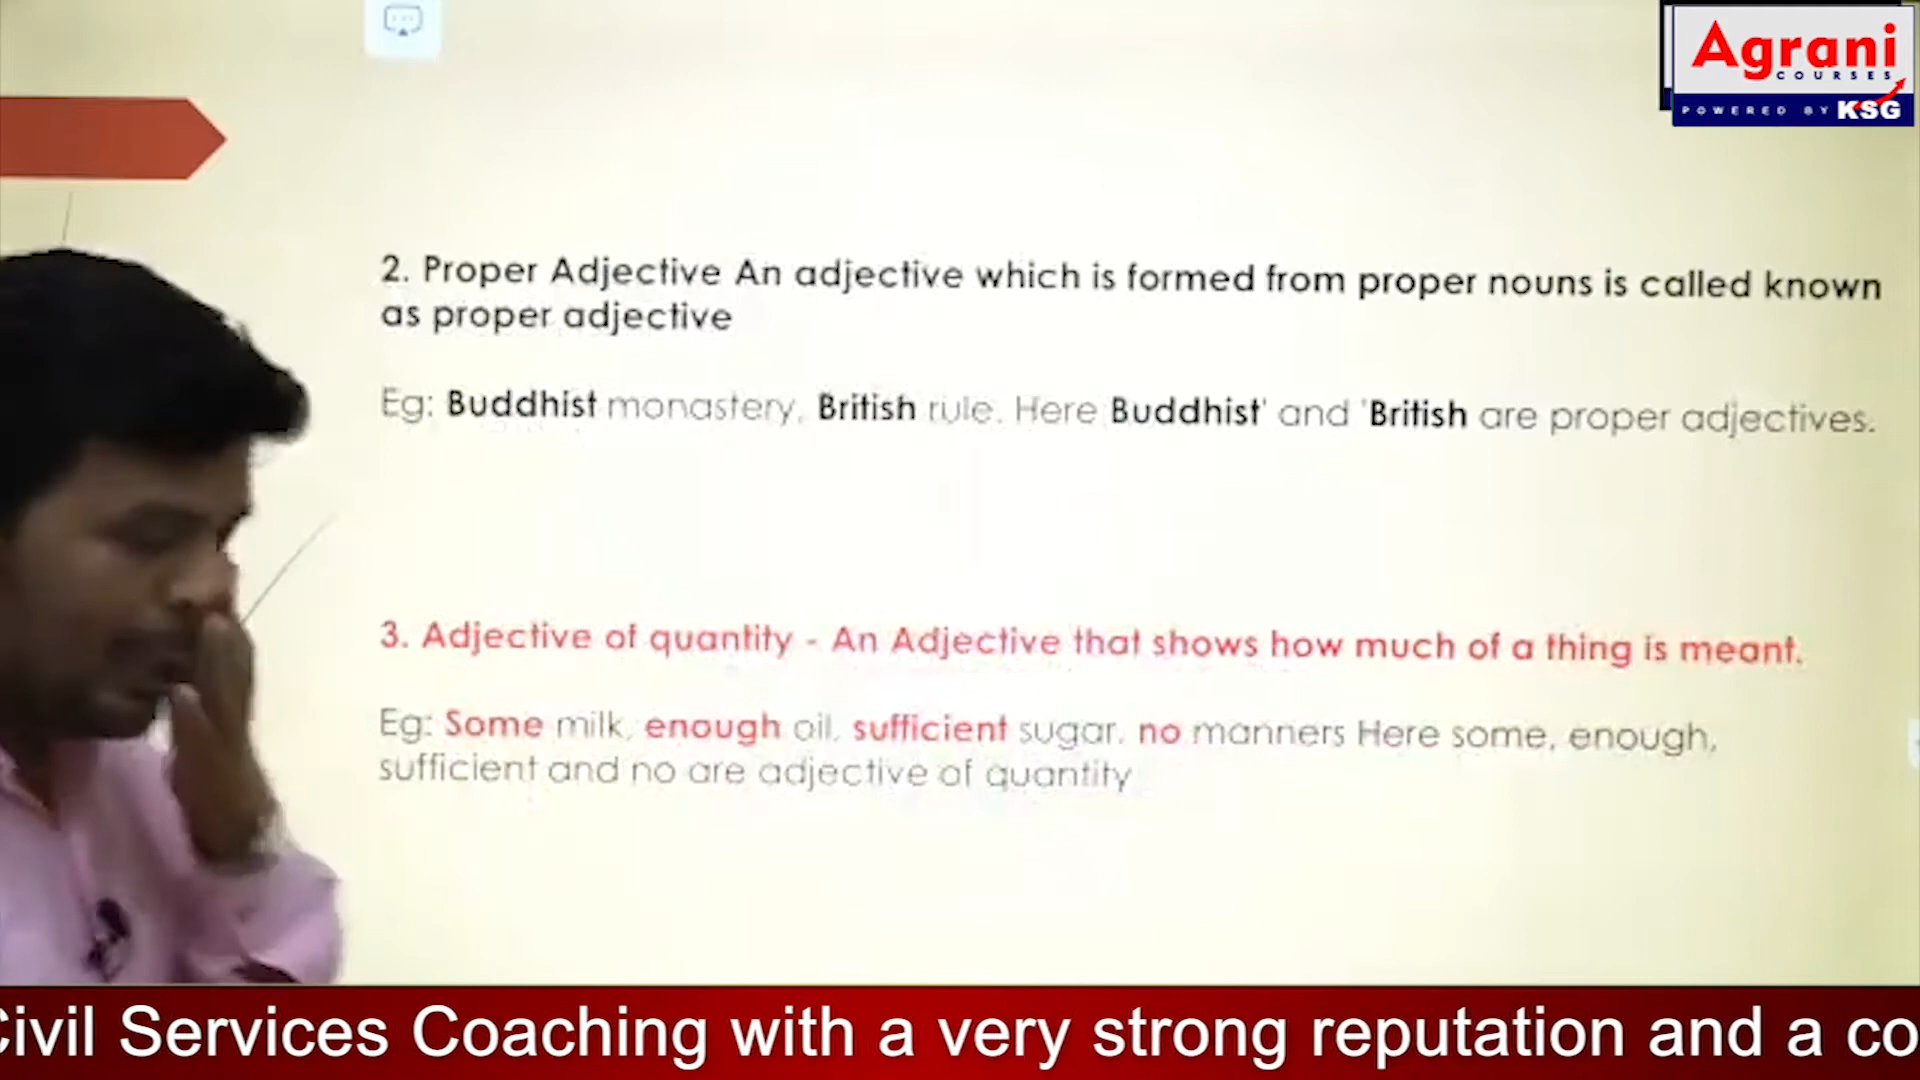 Agrani
COURSES
POWERED BY KSG
2. Proper Adjective An adjective which is formed from proper nouns is called known
as proper adjective
Eg: Buddhist monastery, British rule. Here Buddhist' and 'British are proper adjectives.
3. Adjective of quantity - An Adjective that shows how much of a thing is meant.
Eg: Some milk, enough oil, sufficient sugar, no manners Here some, enough,
sufficient and no are adjective of quantity
Civil Services Coaching with a very strong reputation and a co